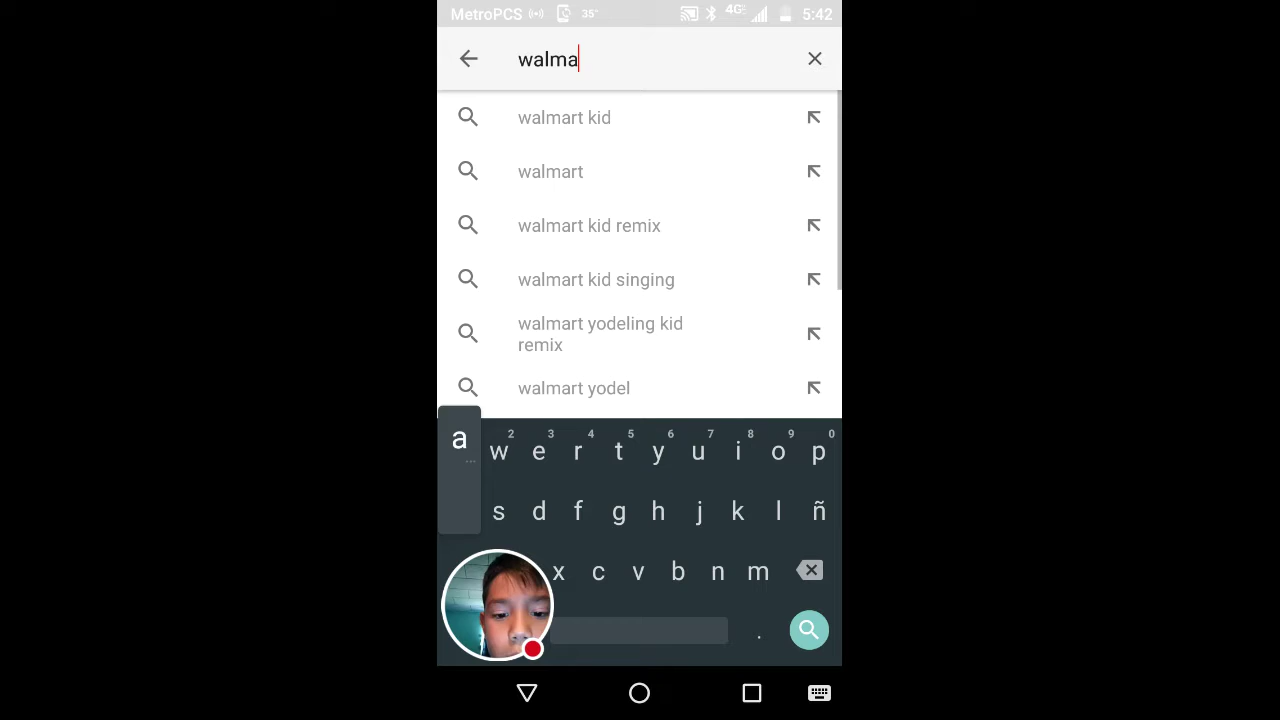 MetroPCS 35° 4G 5:42
walma
walmart kid
walmart
walmart kid remix
walmart kid singing
walmart yodeling kid
remix
walmart yodel
a
2 3 4 5 6 7 8 9 0
w e r t y u i o p
s d f g h j k l ñ
x c v b n m
.